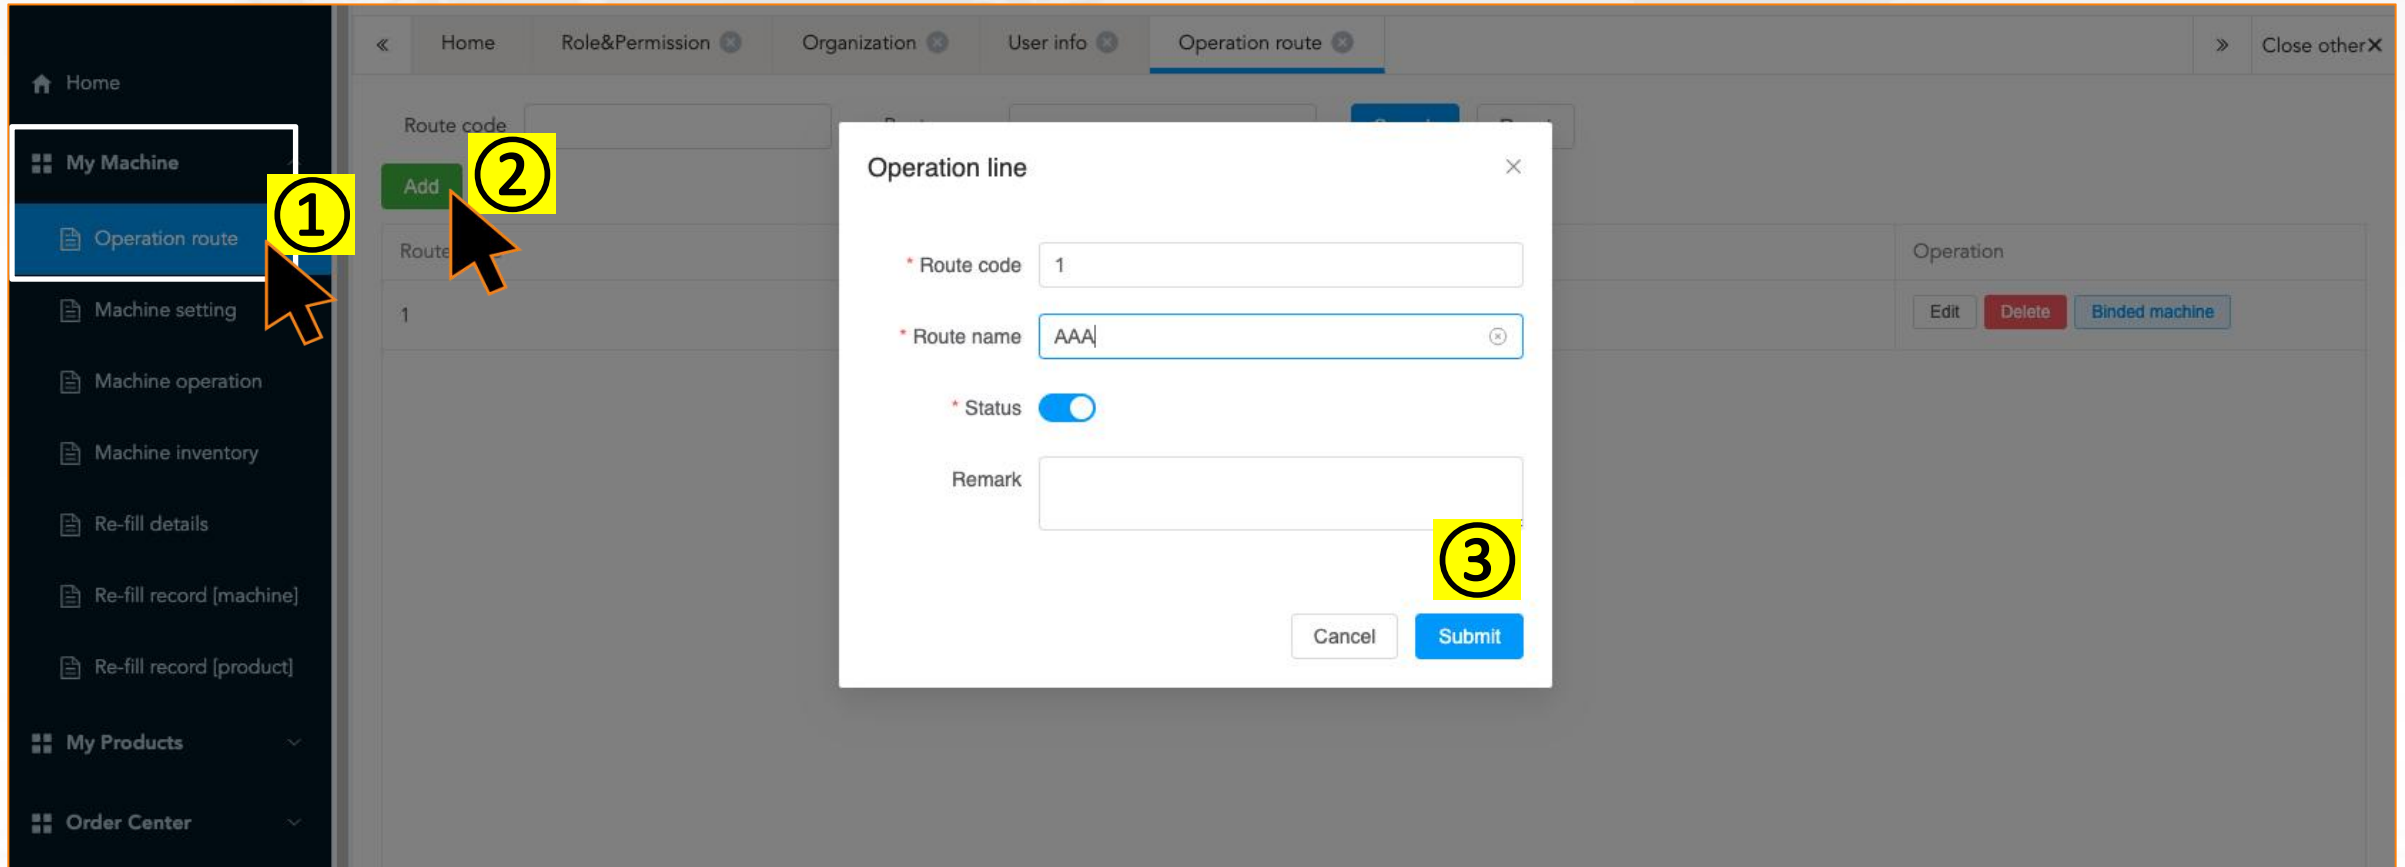 Home
Role&Permission
Organization
User info
Operation route
Close other
Home
My Machine
Operation route
Machine setting
Machine operation
Machine inventory
Re-fill details
Re-fill record [machine]
Re-fill record [product]
My Products
Order Center
①
②
Route code
Add
Route
Operation
1
Edit
Delete
Binded machine
Operation line
* Route code
1
* Route name
AAA
* Status
Remark
③
Cancel
Submit